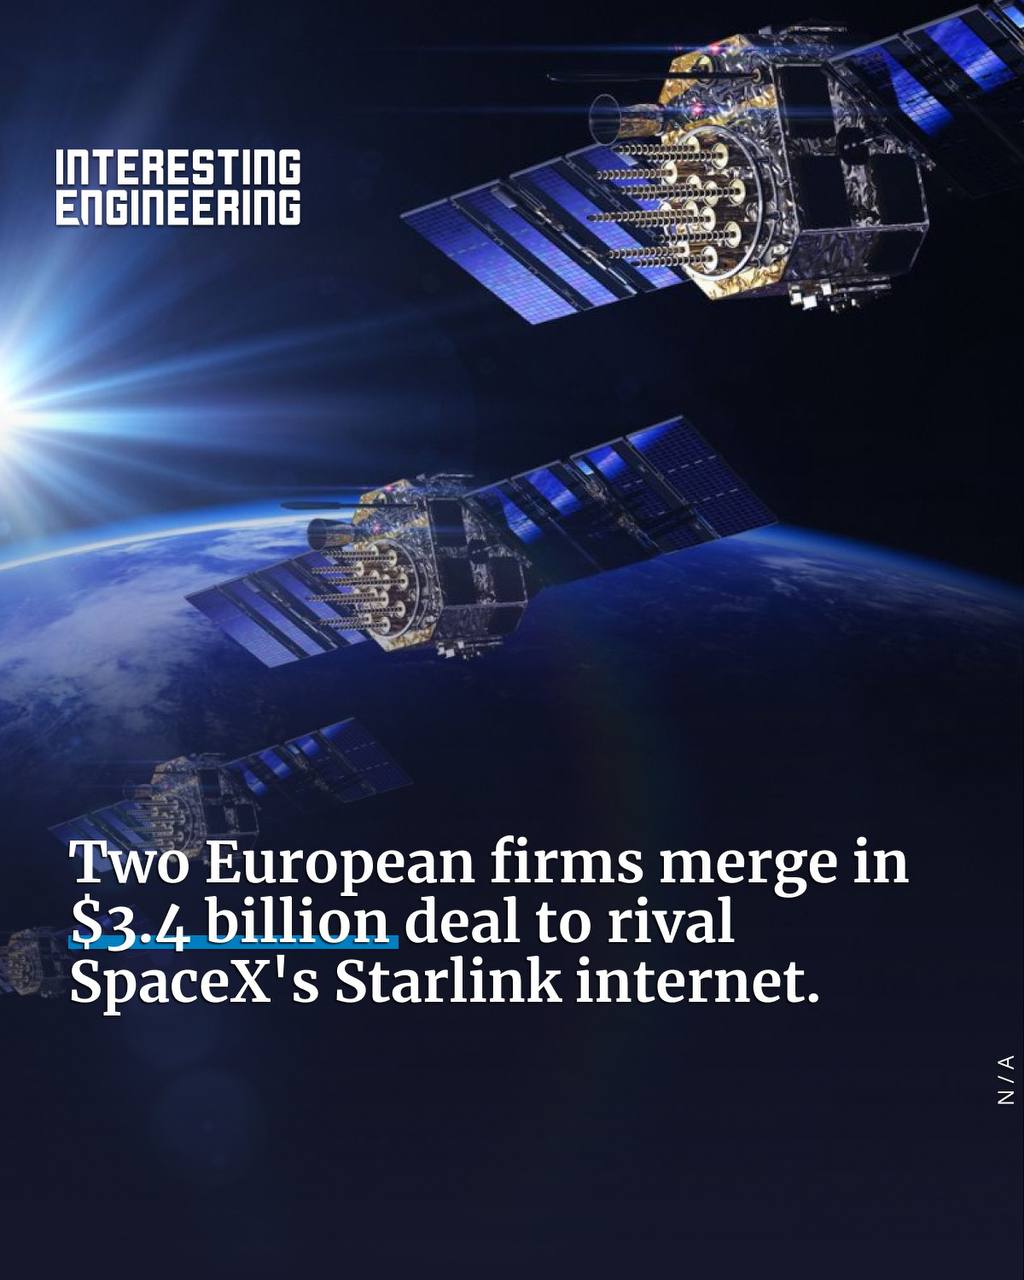 INTERESTING
ENGINEERING
Two European firms merge in
$3.4 billion deal to rival
SpaceX's Starlink internet.
N/A